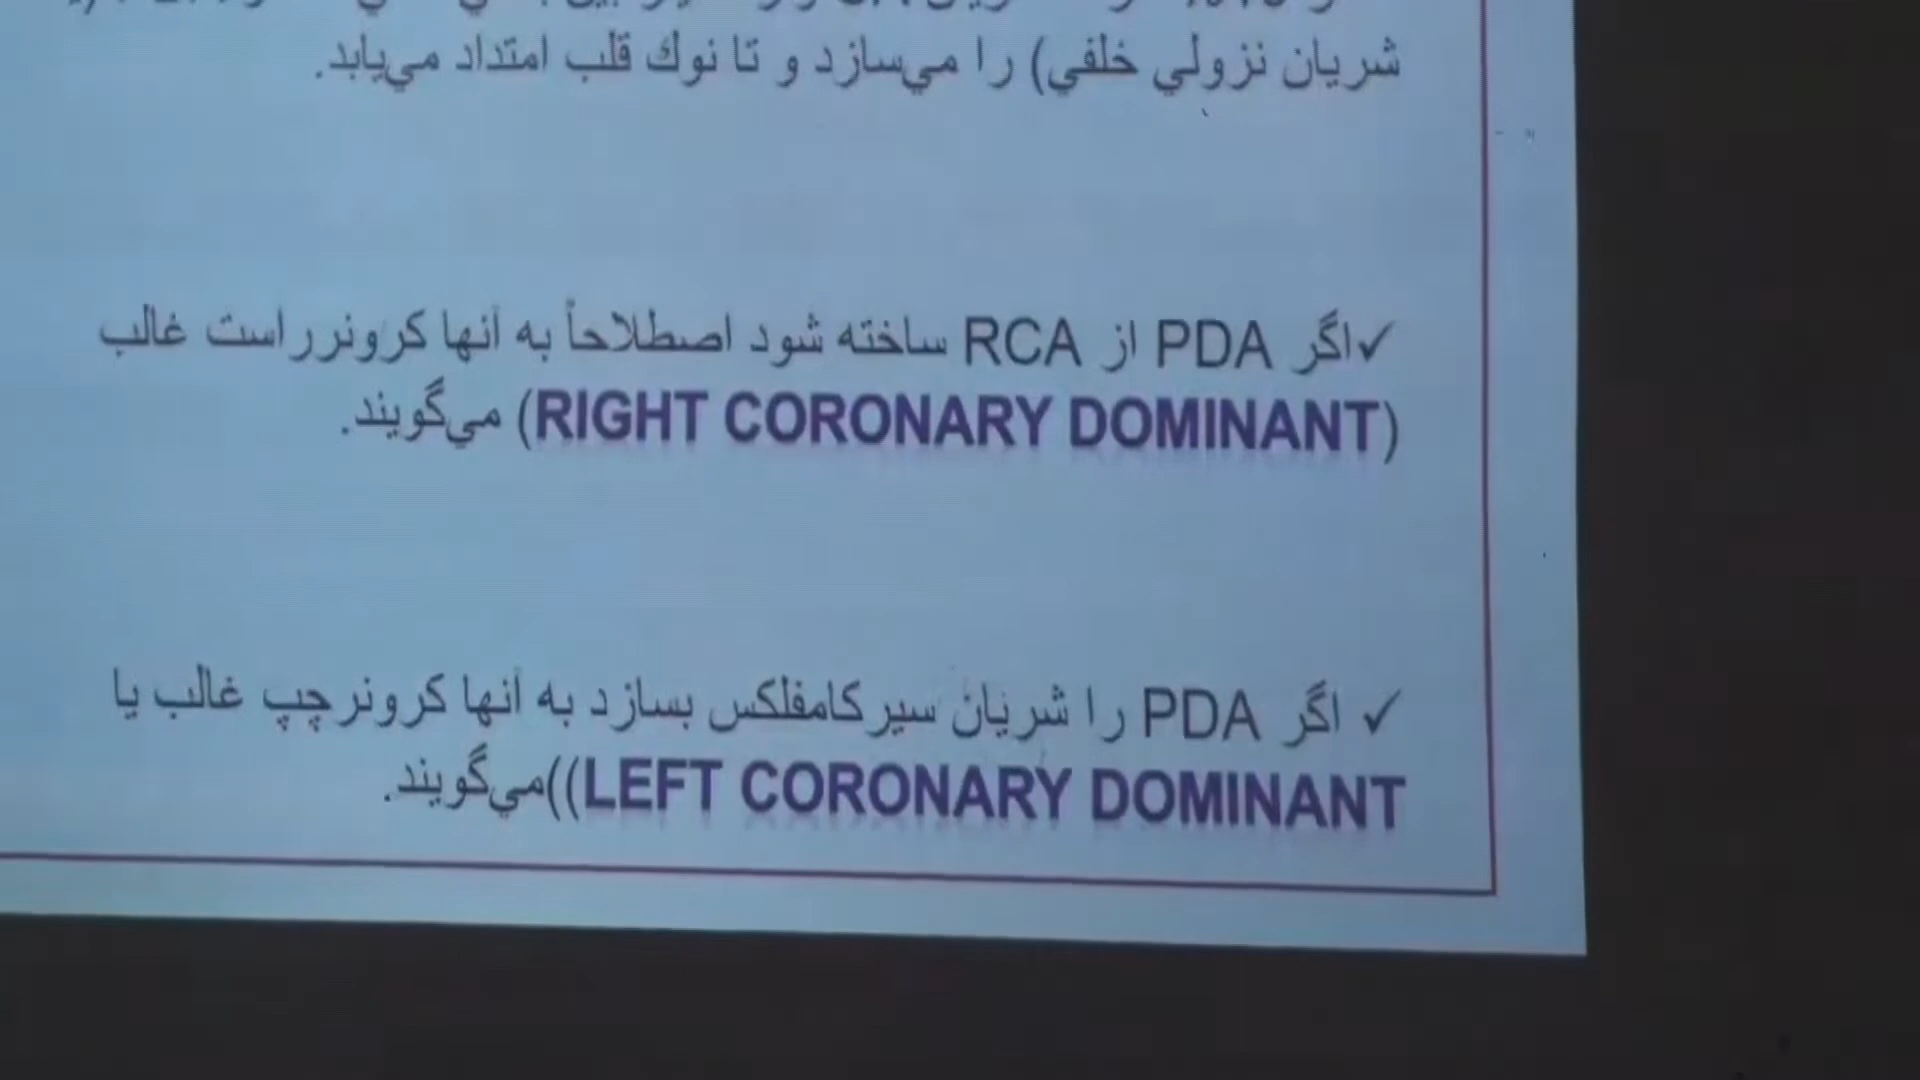 شريان نزولي خلفي) را مي‌سازد و تا نوك قلب امتداد مي‌يابد.
✓اگر PDA از RCA ساخته شود اصطلاحاً به آنها كرونرراست غالب
(RIGHT CORONARY DOMINANT) مي‌گويند.
✓ اگر PDA را شريان سيركامفلكس بسازد به آنها كرونرچپ غالب يا
LEFT CORONARY DOMINANT))مي‌گويند.